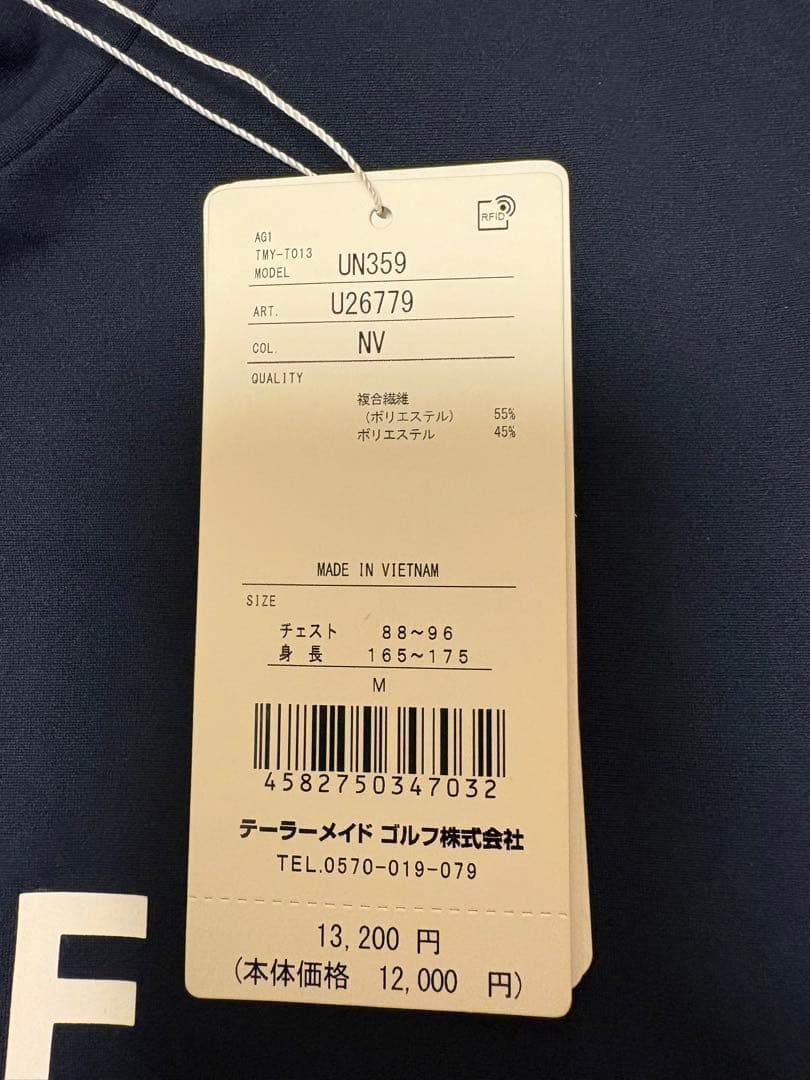 RFID
AG1
TMY-T013
MODEL UN359
ART. U26779
COL. NV
QUALITY
複合繊維
(ポリエステル) 55%
ポリエステル 45%
MADE IN VIETNAM
SIZE
チェスト 88~96
身長 165~175
M
4582750347032
テーラーメイド ゴルフ株式会社
TEL.0570-019-079
13,200 円
(本体価格 12,000 円)
F